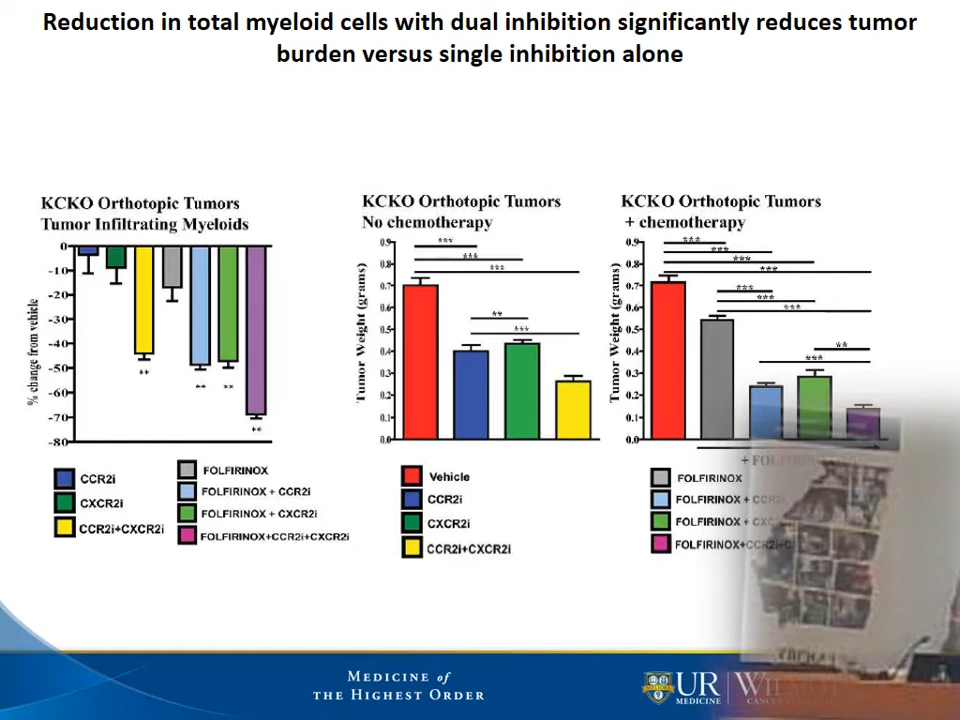 Reduction in total myeloid cells with dual inhibition significantly reduces tumor
burden versus single inhibition alone
KCKO Orthotopic Tumors
Tumor Infiltrating Myeloids
% change from vehicle
0
-10
-20
-30
-40
-50
-60
-70
-80
**
**
**
**
CCR2i
CXCR2i
CCR2i+CXCR2i
FOLFIRINOX
FOLFIRINOX + CCR2i
FOLFIRINOX + CXCR2i
FOLFIRINOX+CCR2i+CXCR2i
KCKO Orthotopic Tumors
No chemotherapy
Tumor Weight (grams)
0.9
0.8
0.7
0.6
0.5
0.4
0.3
0.2
0.1
0.0
***
***
***
**
***
Vehicle
CCR2i
CXCR2i
CCR2i+CXCR2i
KCKO Orthotopic Tumors
+ chemotherapy
Tumor Weight (grams)
0.9
0.8
0.7
0.6
0.5
0.4
0.3
0.2
0.1
0.0
***
***
***
***
***
***
***
**
***
FOLFIRINOX
FOLFIRINOX +
FOLFIRINOX +
MEDICINE of
THE HIGHEST ORDER
MELIORA
UR
MEDICINE